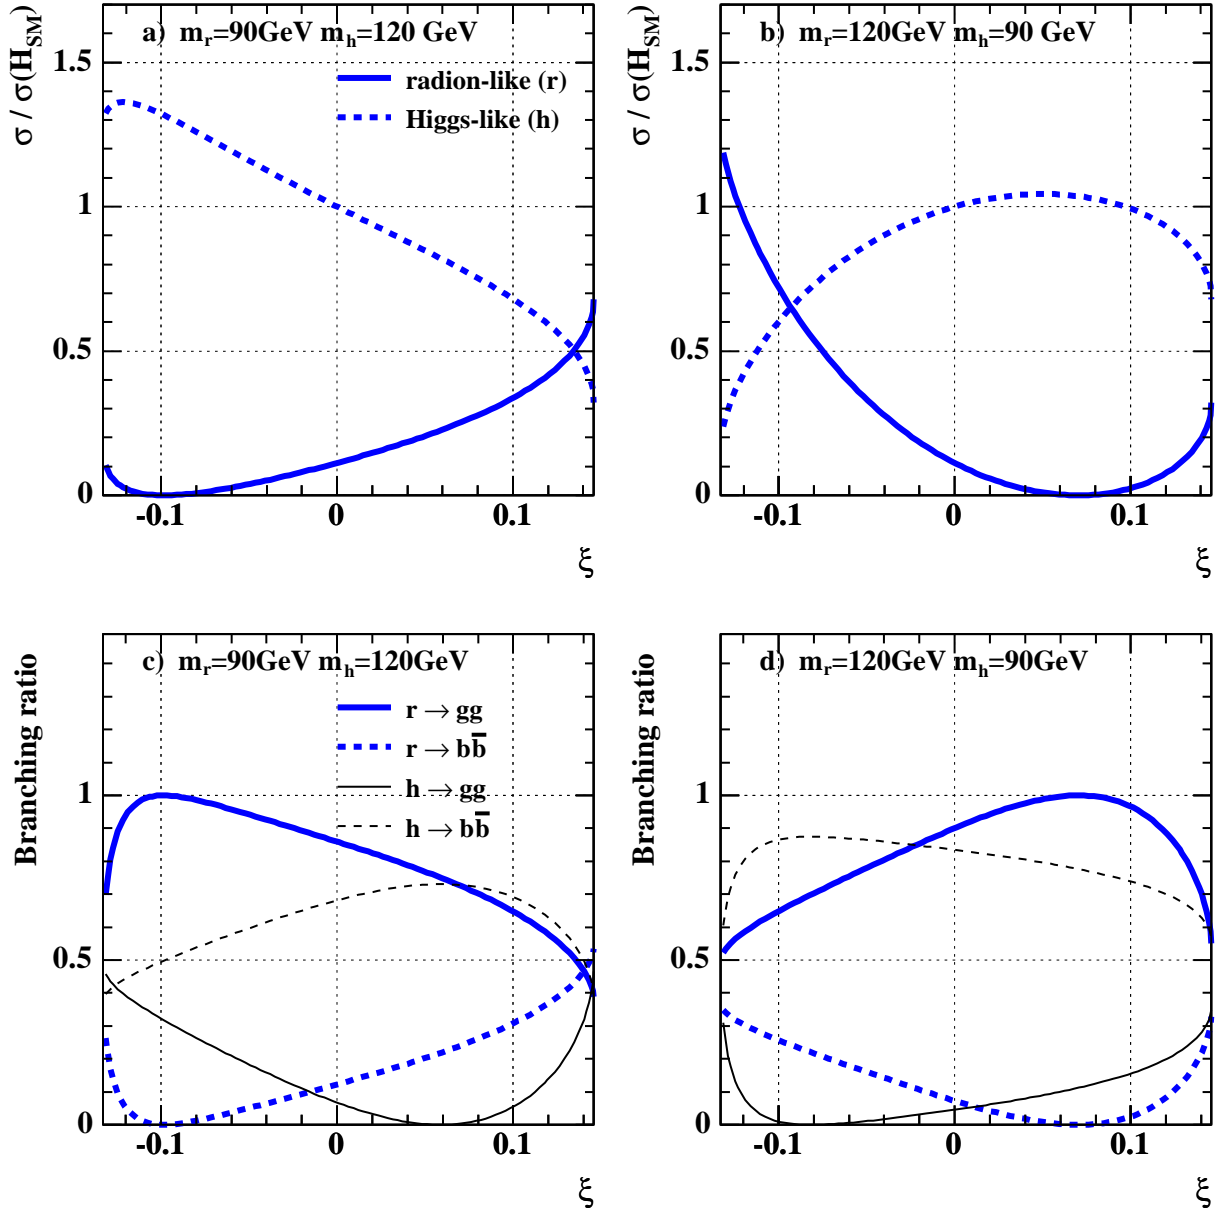 a) m_r=90GeV m_h=120 GeV
σ / σ(H_SM)
1.5
1
0.5
0
radion-like (r)
Higgs-like (h)
-0.1 0 0.1
ξ
b) m_r=120GeV m_h=90 GeV
σ / σ(H_SM)
1.5
1
0.5
0
-0.1 0 0.1
ξ
c) m_r=90GeV m_h=120GeV
Branching ratio
1
0.5
0
r → gg
r → bb̄
h → gg
h → bb̄
-0.1 0 0.1
ξ
d) m_r=120GeV m_h=90GeV
Branching ratio
1
0.5
0
-0.1 0 0.1
ξ